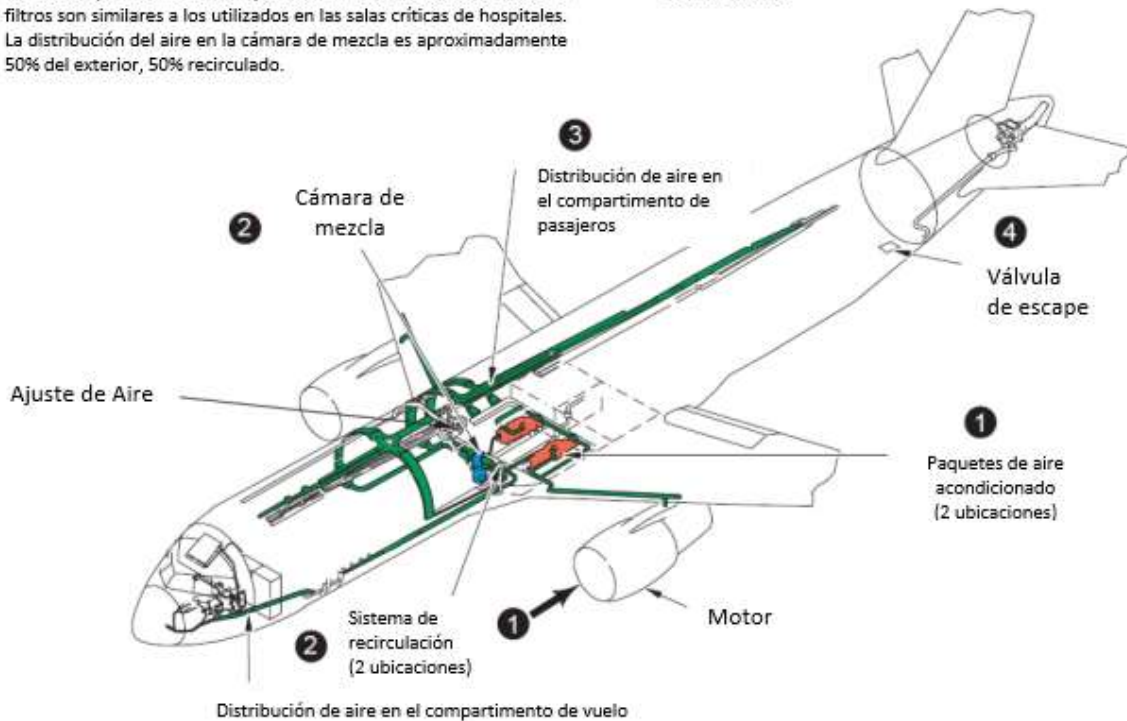 filtros son similares a los utilizados en las salas críticas de hospitales.
La distribución del aire en la cámara de mezcla es aproximadamente
50% del exterior, 50% recirculado.
3
Distribución de aire en
el compartimento de
pasajeros
2
Cámara de
mezcla
4
Válvula
de escape
Ajuste de Aire
1
Paquetes de aire
acondicionado
(2 ubicaciones)
1
Motor
2
Sistema de
recirculación
(2 ubicaciones)
Distribución de aire en el compartimento de vuelo